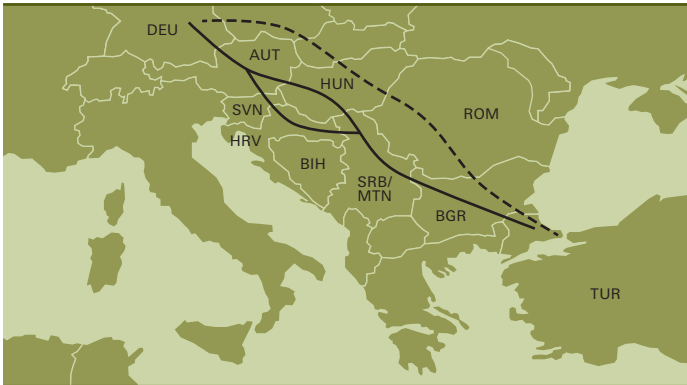 DEU
AUT
HUN
SVN
ROM
HRV
BIH
SRB/
MTN
BGR
TUR